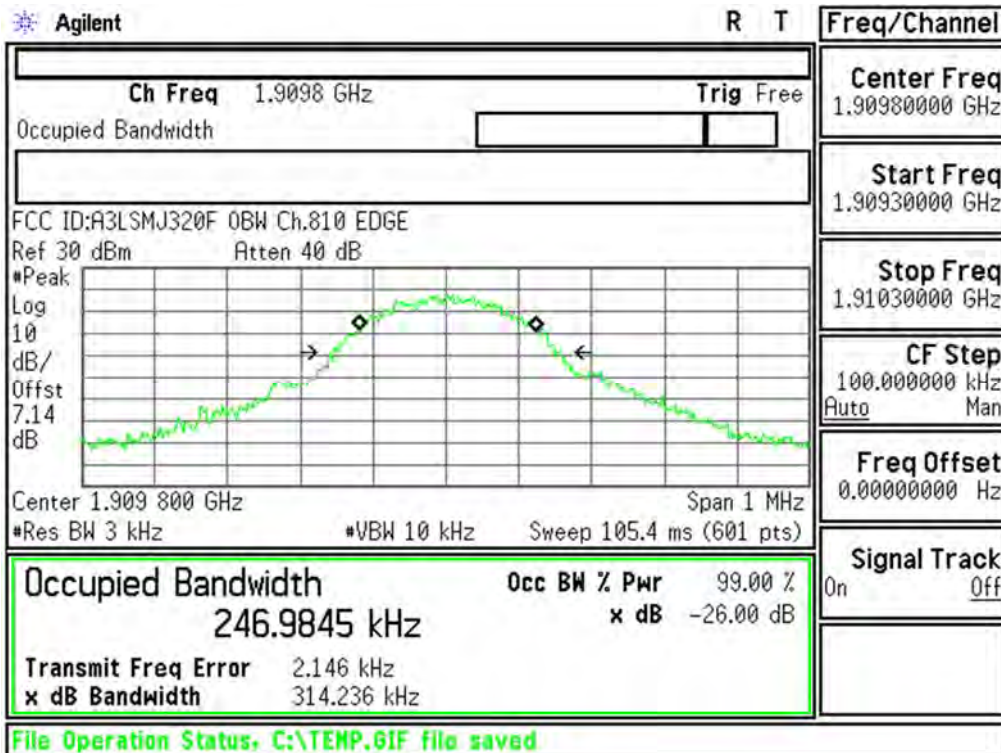 Agilent R T
Freq/Channel
Ch Freq 1.9098 GHz Trig Free
Occupied Bandwidth
FCC ID:A3LSMJ320F OBW Ch.810 EDGE
Ref 30 dBm Atten 40 dB
#Peak
Log
10
dB/
Offst
7.14
dB
Center 1.909 800 GHz Span 1 MHz
#Res BW 3 kHz #VBW 10 kHz Sweep 105.4 ms (601 pts)
Occupied Bandwidth
246.9845 kHz
Occ BW % Pwr 99.00 %
x dB -26.00 dB
Transmit Freq Error 2.146 kHz
x dB Bandwidth 314.236 kHz
File Operation Status, C:\TEMP.GIF file saved
Center Freq
1.90980000 GHz
Start Freq
1.90930000 GHz
Stop Freq
1.91030000 GHz
CF Step
100.000000 kHz
Auto Man
Freq Offset
0.00000000 Hz
Signal Track
On Off